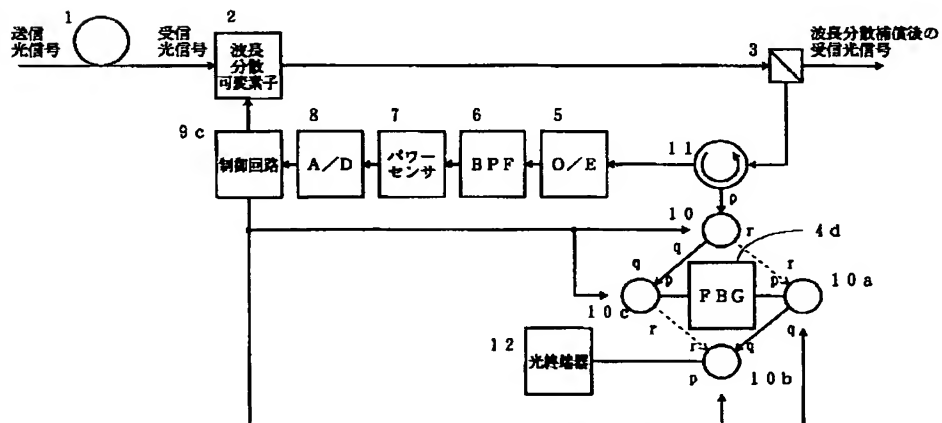 1
送信
光信号
受信
光信号
2
波長
分散
可変素子
3
波長分散補償後の
受信光信号
9c
制御回路
8
A/D
7
パワー
センサ
6
BPF
5
O/E
11
p
10
r
q
4d
q
p
FBG
r
p
10a
10c
r
q
12
光終端器
r
q
p
10b